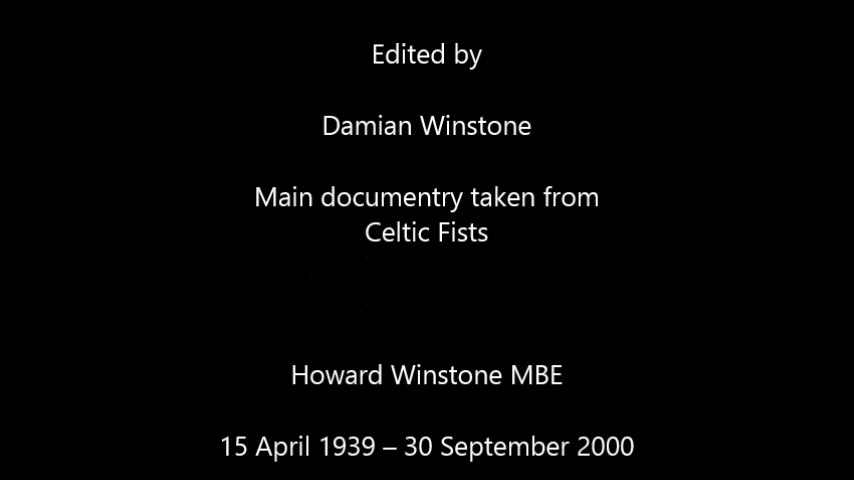 Edited by
Damian Winstone
Main documentry taken from
Celtic Fists
Howard Winstone MBE
15 April 1939 – 30 September 2000